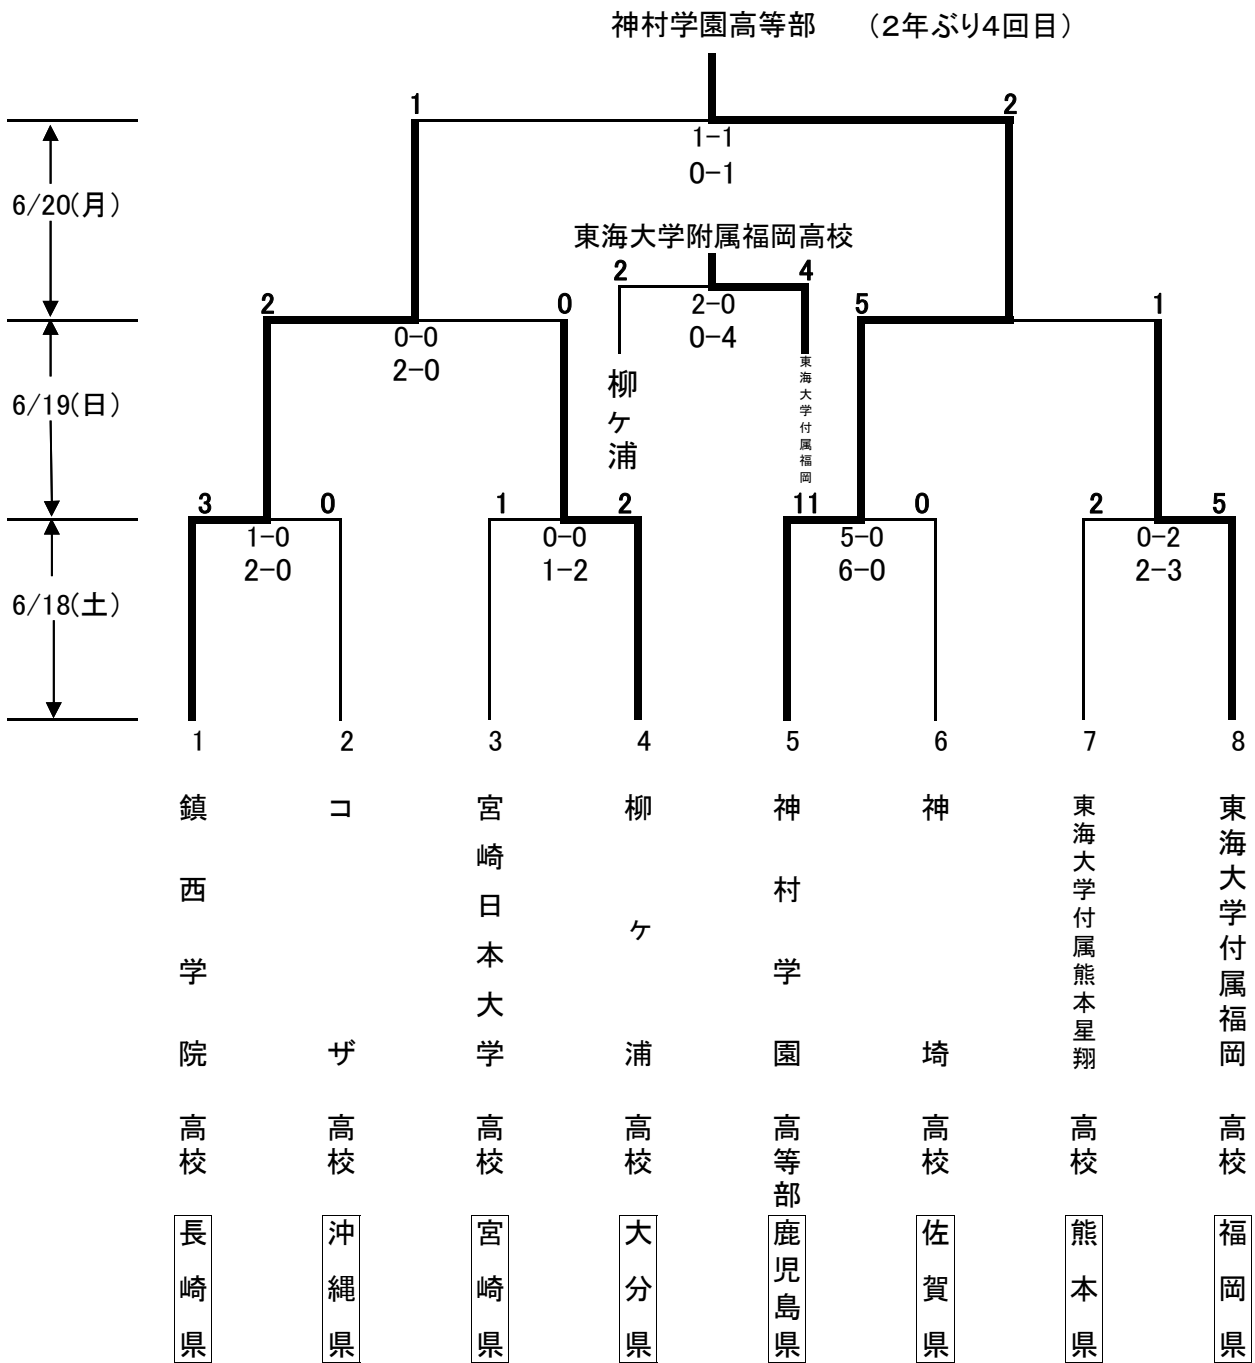 神村学園高等部　（2年ぶり4回目）
1　2
1-1
0-1
6/20(月)
東海大学附属福岡高校
2　4
2-0
0-4
2　0　5　1
0-0
2-0
柳ヶ浦
東海大学付属福岡
6/19(日)
3　0　1　2　11　0　2　5
1-0　0-0　5-0　0-2
2-0　1-2　6-0　2-3
6/18(土)
1　2　3　4　5　6　7　8
鎮西学院高校
コザ高校
宮崎日本大学高校
柳ヶ浦高校
神村学園高等部
神埼高校
東海大学付属熊本星翔高校
東海大学付属福岡高校
長崎県
沖縄県
宮崎県
大分県
鹿児島県
佐賀県
熊本県
福岡県